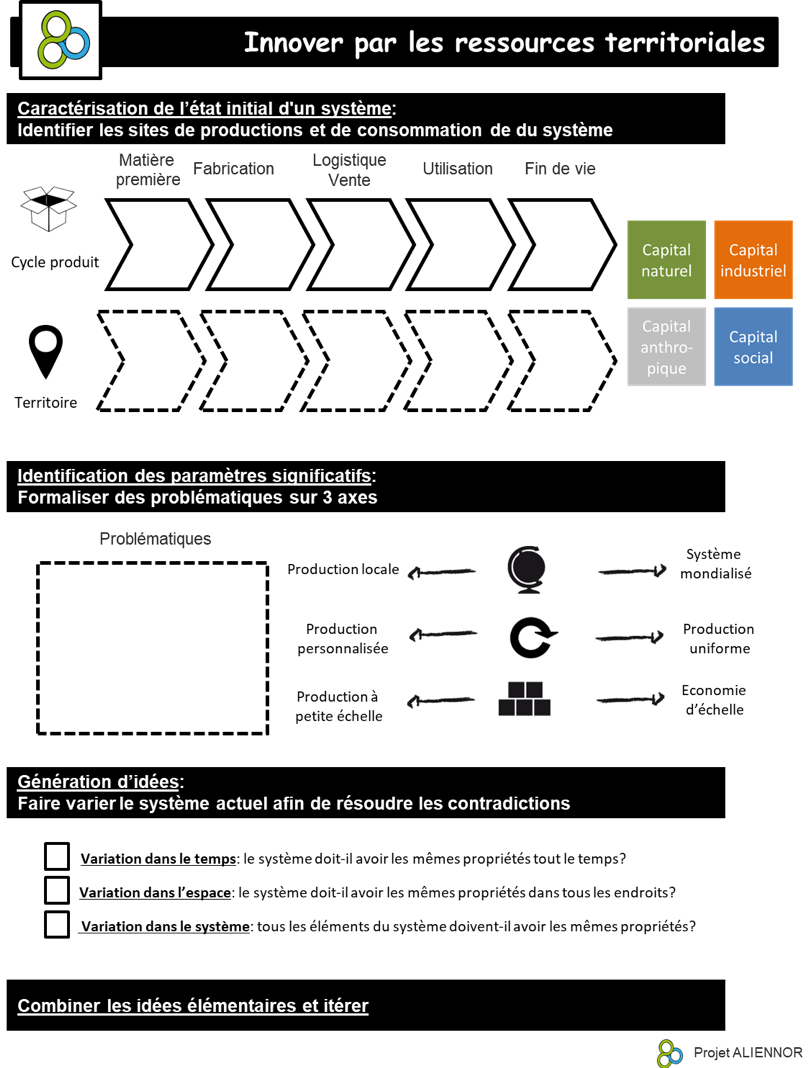 Innover par les ressources territoriales
Caractérisation de l’état initial d'un système:
Identifier les sites de productions et de consommation de du système
Matière
première
Fabrication
Logistique
Vente
Utilisation
Fin de vie
Cycle produit
Capital
naturel
Capital
industriel
Territoire
Capital
anthro-
pique
Capital
social
Identification des paramètres significatifs:
Formaliser des problématiques sur 3 axes
Problématiques
Production locale
Système
mondialisé
Production
personnalisée
Production
uniforme
Production à
petite échelle
Economie
d’échelle
Génération d’idées:
Faire varier le système actuel afin de résoudre les contradictions
Variation dans le temps: le système doit-il avoir les mêmes propriétés tout le temps?
Variation dans l’espace: le système doit-il avoir les mêmes propriétés dans tous les endroits?
Variation dans le système: tous les éléments du système doivent-il avoir les mêmes propriétés?
Combiner les idées élémentaires et itérer
Projet ALIENNOR